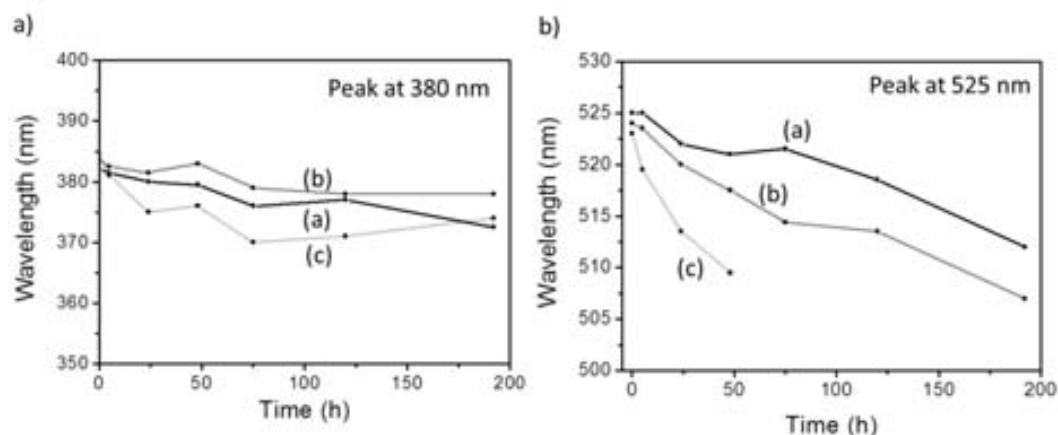 a)
Peak at 380 nm
400
390
380
370
360
350
Wavelength (nm)
(b)
(a)
(c)
0
50
100
150
200
Time (h)
b)
Peak at 525 nm
530
525
520
515
510
505
500
Wavelength (nm)
(a)
(b)
(c)
0
50
100
150
200
Time (h)